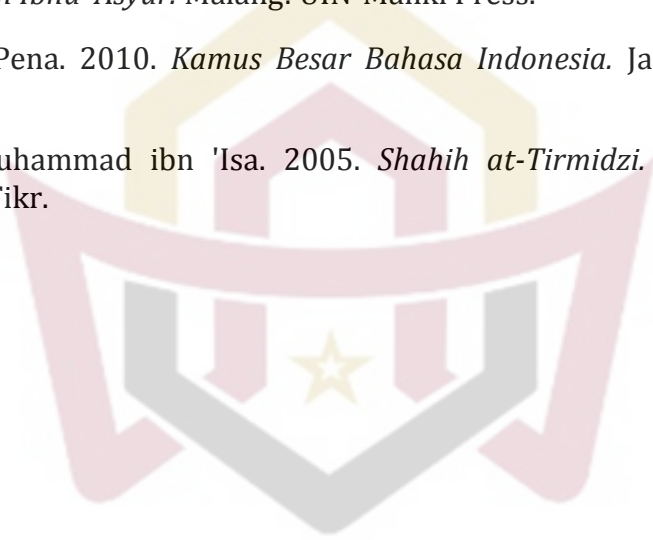 Ibnu 'Asyur. Malang: UIN-Maliki Press.
Pena. 2010. Kamus Besar Bahasa Indonesia. Ja
uhammad ibn 'Isa. 2005. Shahih at-Tirmidzi.
ikr.